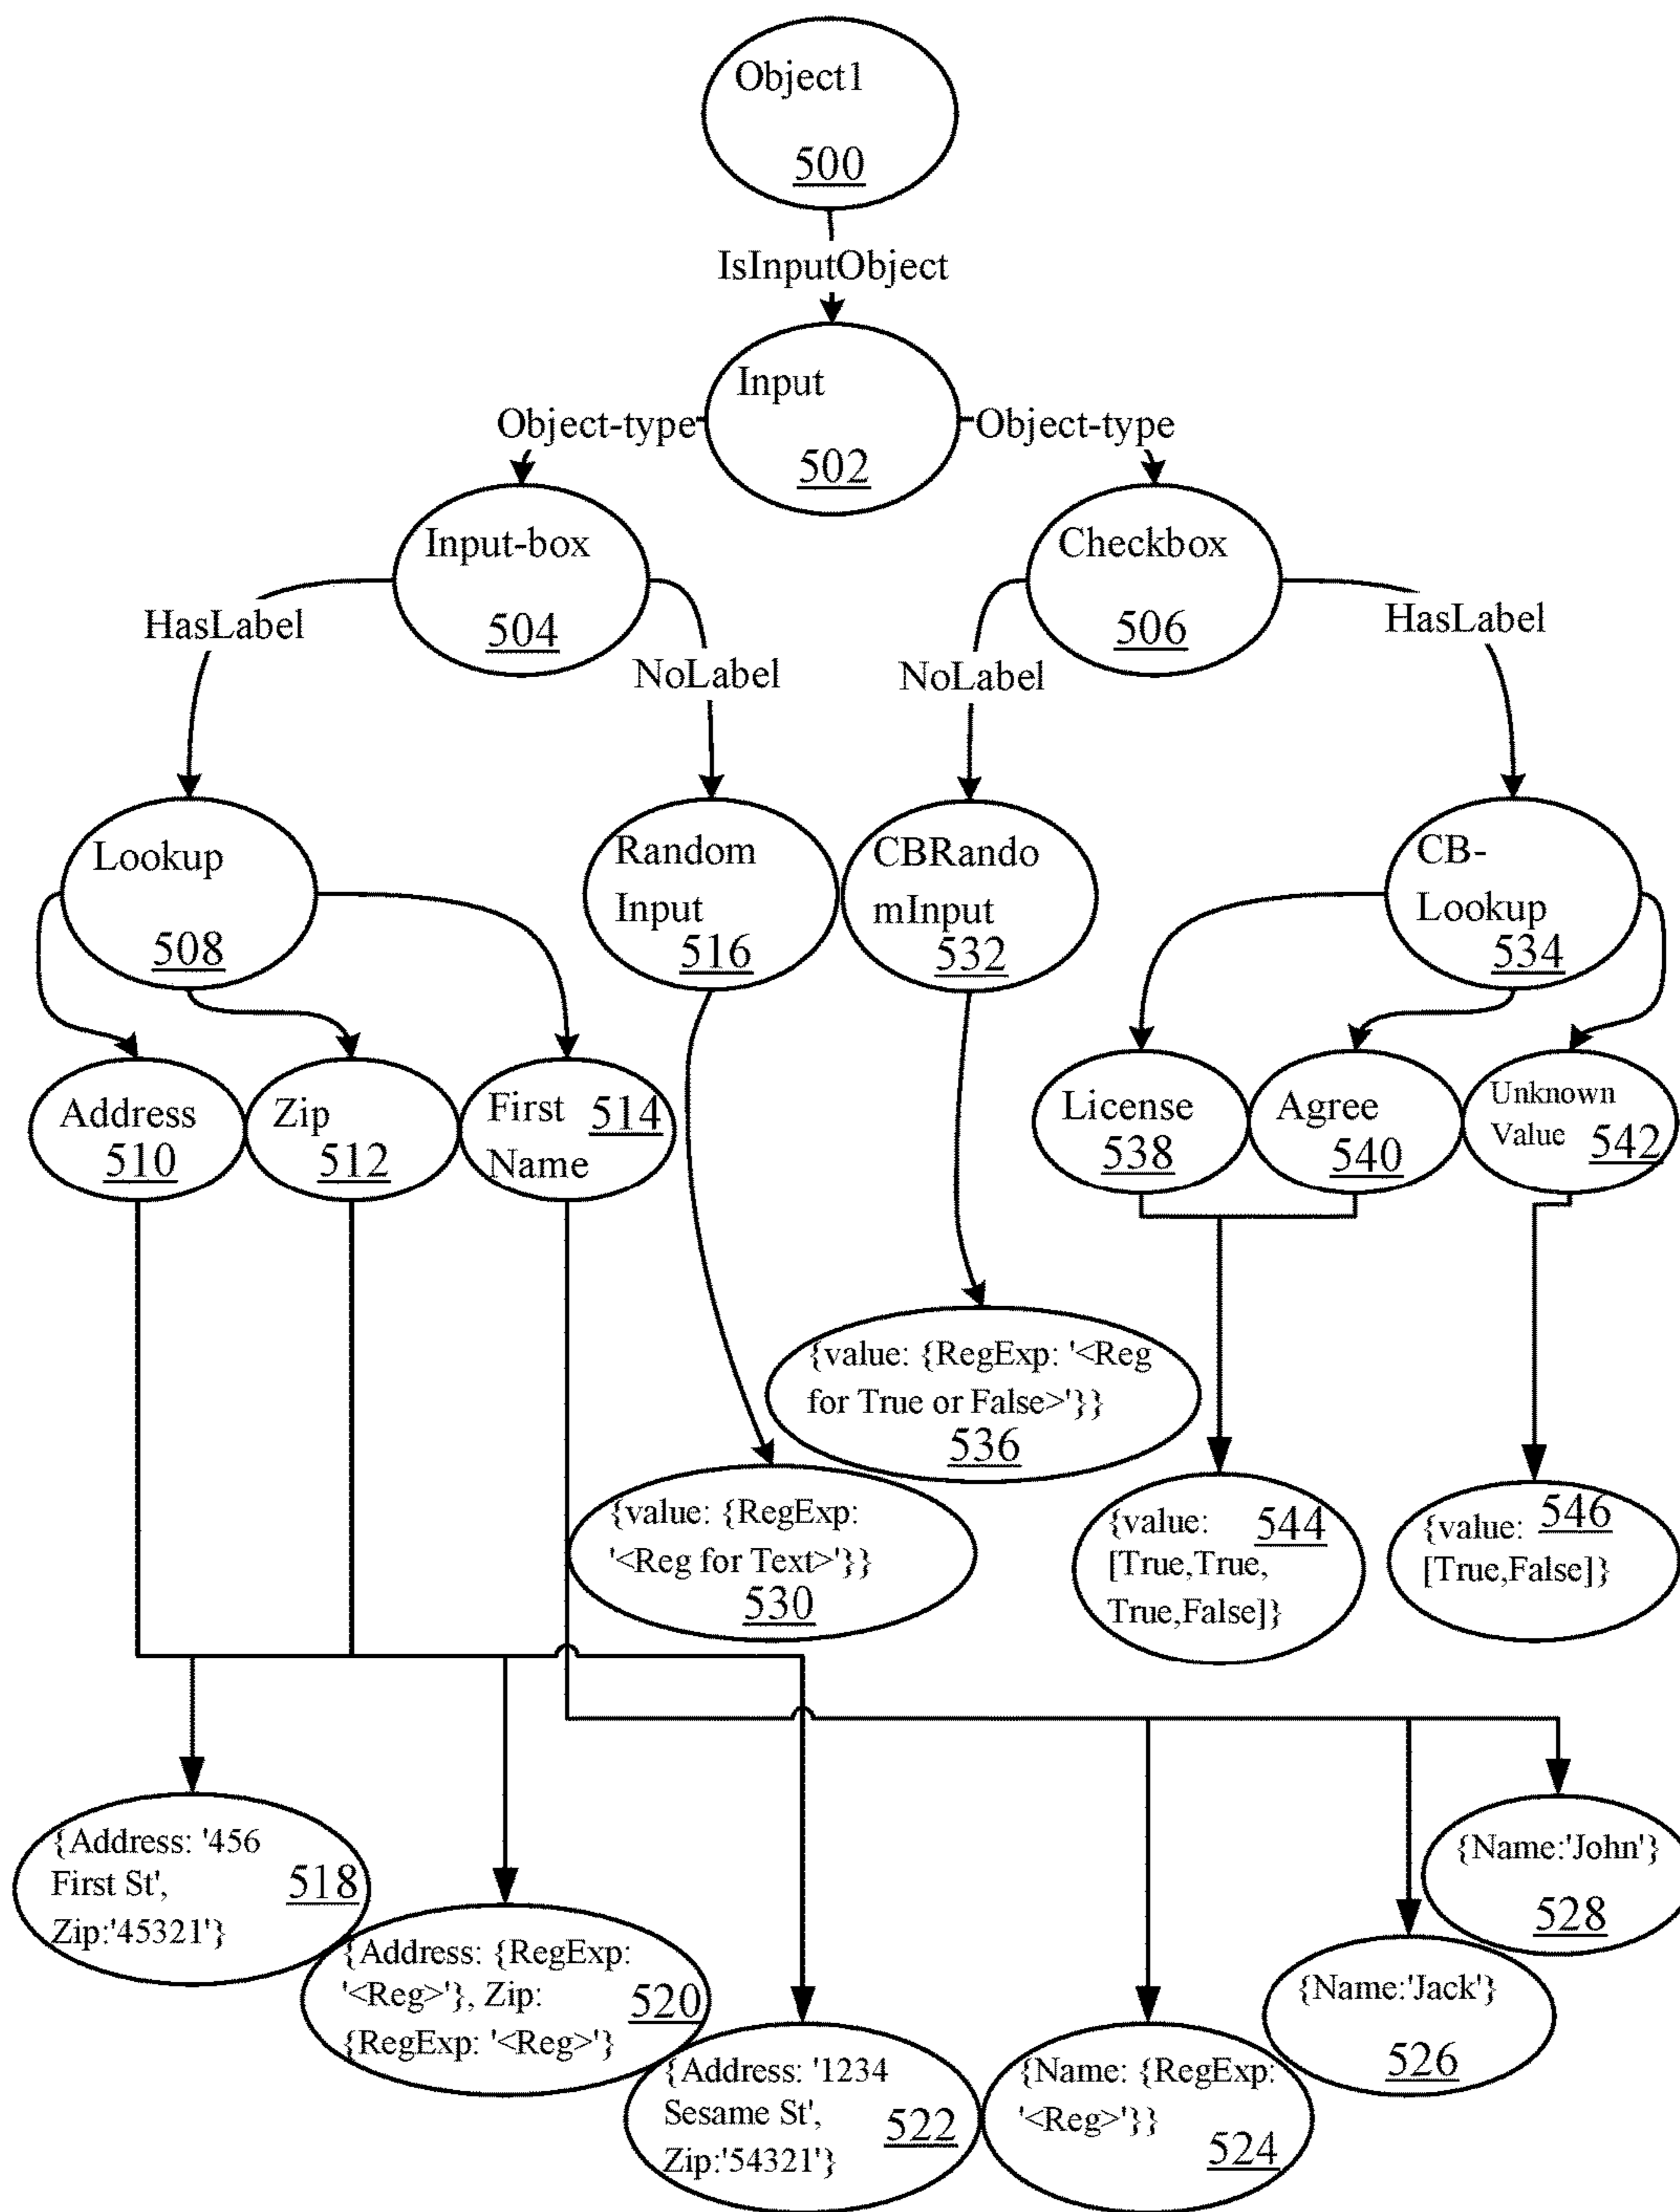 Object1
500
IsInputObject
Input
502
Object-type
Object-type
Input-box
504
Checkbox
506
HasLabel
NoLabel
NoLabel
HasLabel
Lookup
508
Random
Input
516
CBRando
mInput
532
CB-
Lookup
534
Address
510
Zip
512
First
Name
514
License
538
Agree
540
Unknown
Value
542
{value: {RegExp: '<Reg
for True or False>'}}
536
{value: {RegExp:
'<Reg for Text>'}}
530
{value:
[True,True,
True,False]}
544
{value:
[True,False]}
546
{Address: '456
First St',
Zip:'45321'}
518
{Address: {RegExp:
'<Reg>'}, Zip:
{RegExp: '<Reg>'}
520
{Address: '1234
Sesame St',
Zip:'54321'}
522
{Name: {RegExp:
'<Reg>'}}
524
{Name:'Jack'}
526
{Name:'John'}
528